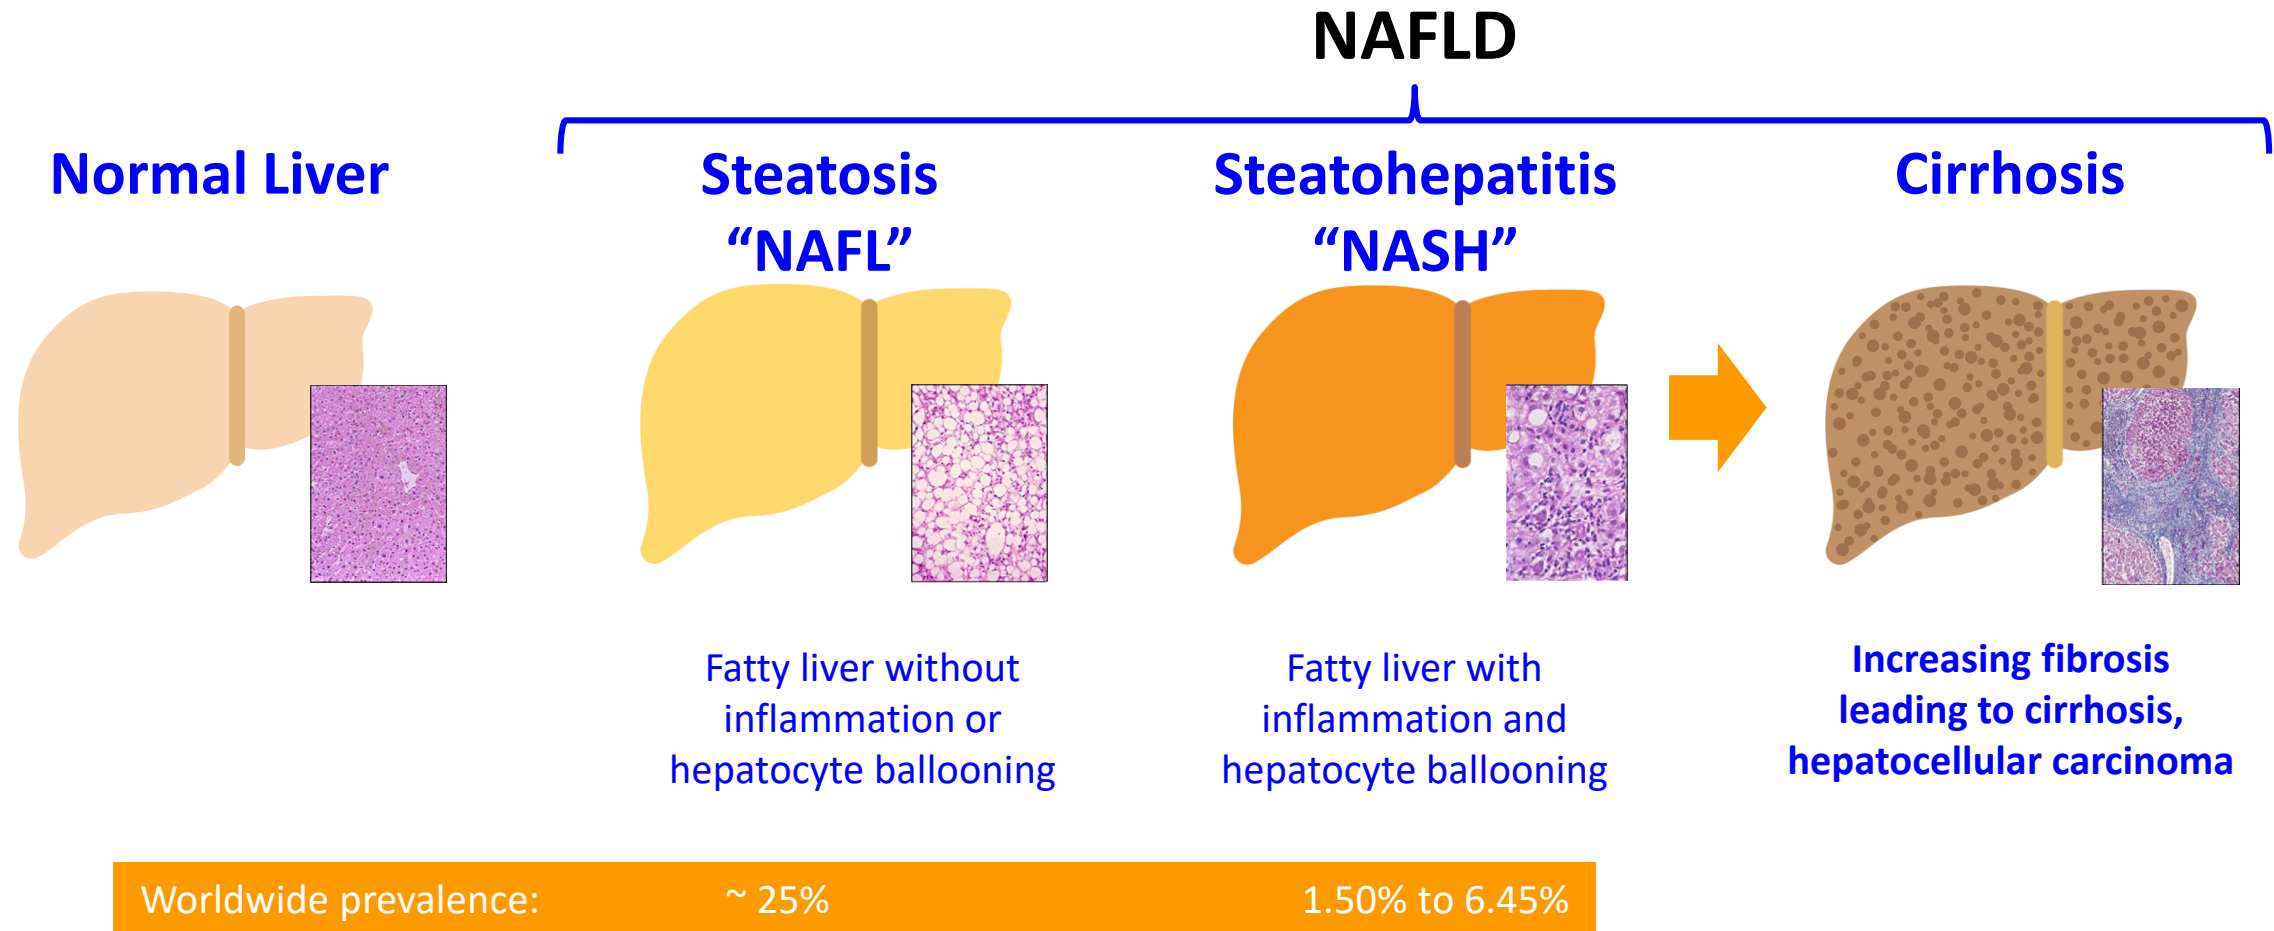 NAFLD
Normal Liver
Steatosis
“NAFL”
Steatohepatitis
“NASH”
Cirrhosis
Fatty liver without
inflammation or
hepatocyte ballooning
Fatty liver with
inflammation and
hepatocyte ballooning
Increasing fibrosis
leading to cirrhosis,
hepatocellular carcinoma
Worldwide prevalence: ~ 25% 1.50% to 6.45%